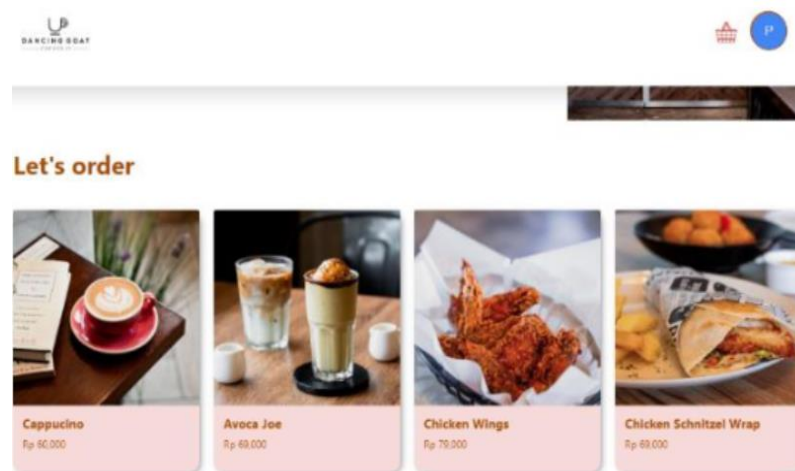 DANCING GOAT
P
Let's order
Cappucino
Rp 60,000
Avoca Joe
Rp 69,000
Chicken Wings
Rp 79,000
Chicken Schnitzel Wrap
Rp 69,000